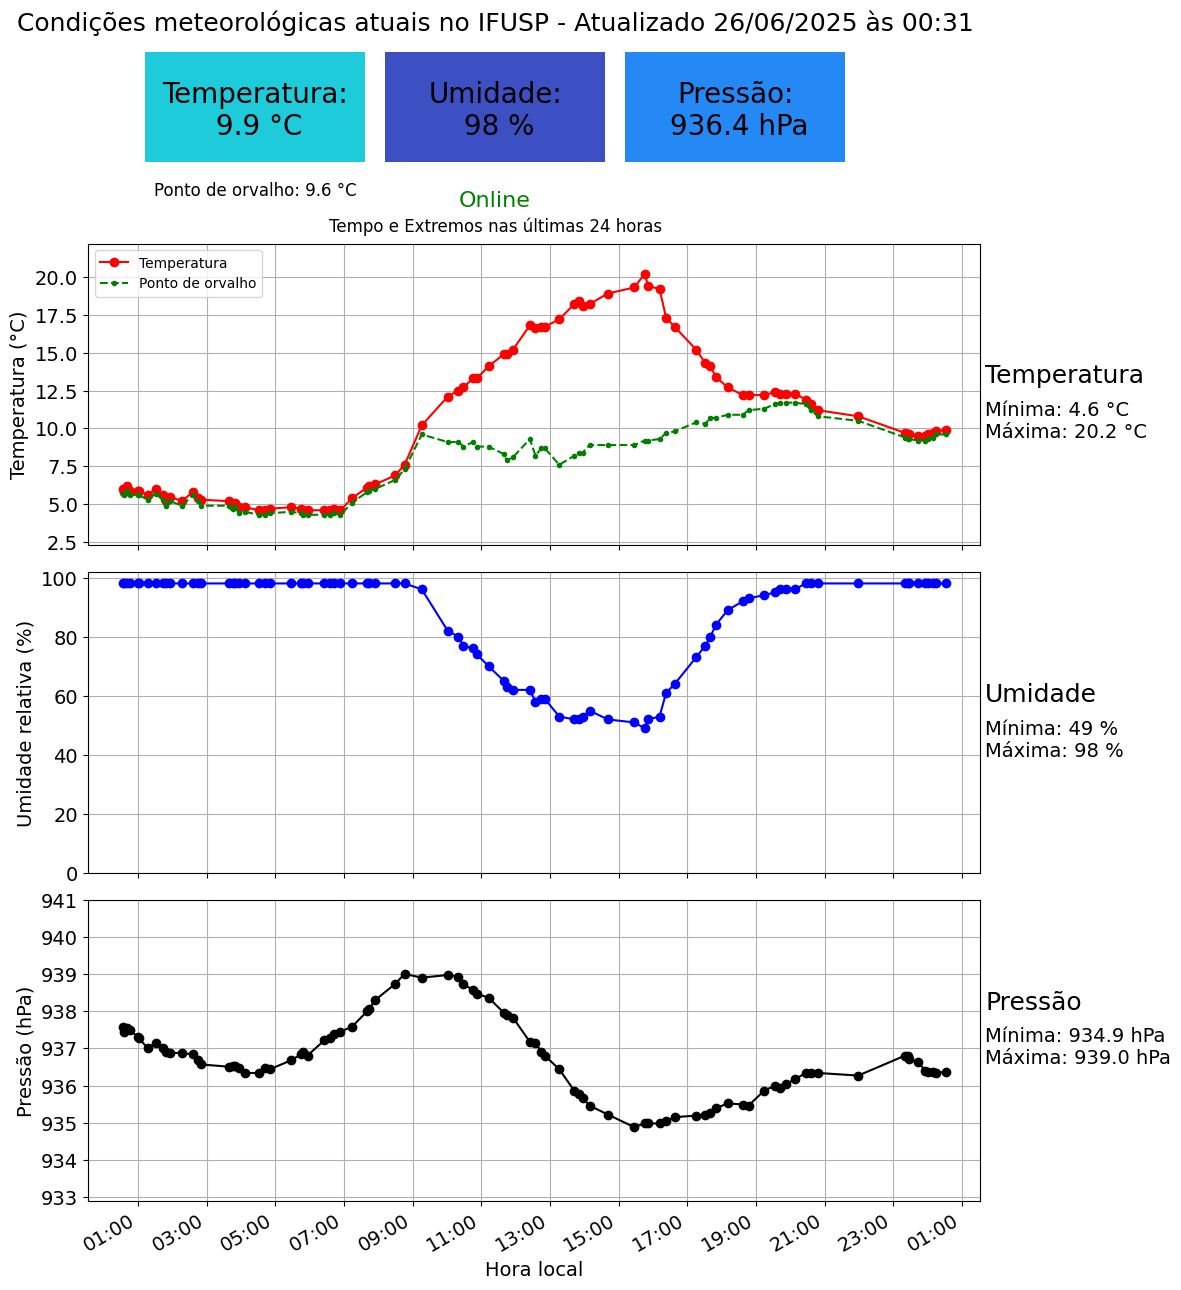 Condições meteorológicas atuais no IFUSP - Atualizado 26/06/2025 às 00:31
Temperatura:
9.9 °C
Umidade:
98 %
Pressão:
936.4 hPa
Ponto de orvalho: 9.6 °C
Online
Tempo e Extremos nas últimas 24 horas
Temperatura
Ponto de orvalho
Temperatura (°C)
20.0
17.5
15.0
12.5
10.0
7.5
5.0
2.5
Temperatura
Mínima: 4.6 °C
Máxima: 20.2 °C
Umidade relativa (%)
100
80
60
40
20
0
Umidade
Mínima: 49 %
Máxima: 98 %
Pressão (hPa)
941
940
939
938
937
936
935
934
933
Pressão
Mínima: 934.9 hPa
Máxima: 939.0 hPa
01:00 03:00 05:00 07:00 09:00 11:00 13:00 15:00 17:00 19:00 21:00 23:00 01:00
Hora local